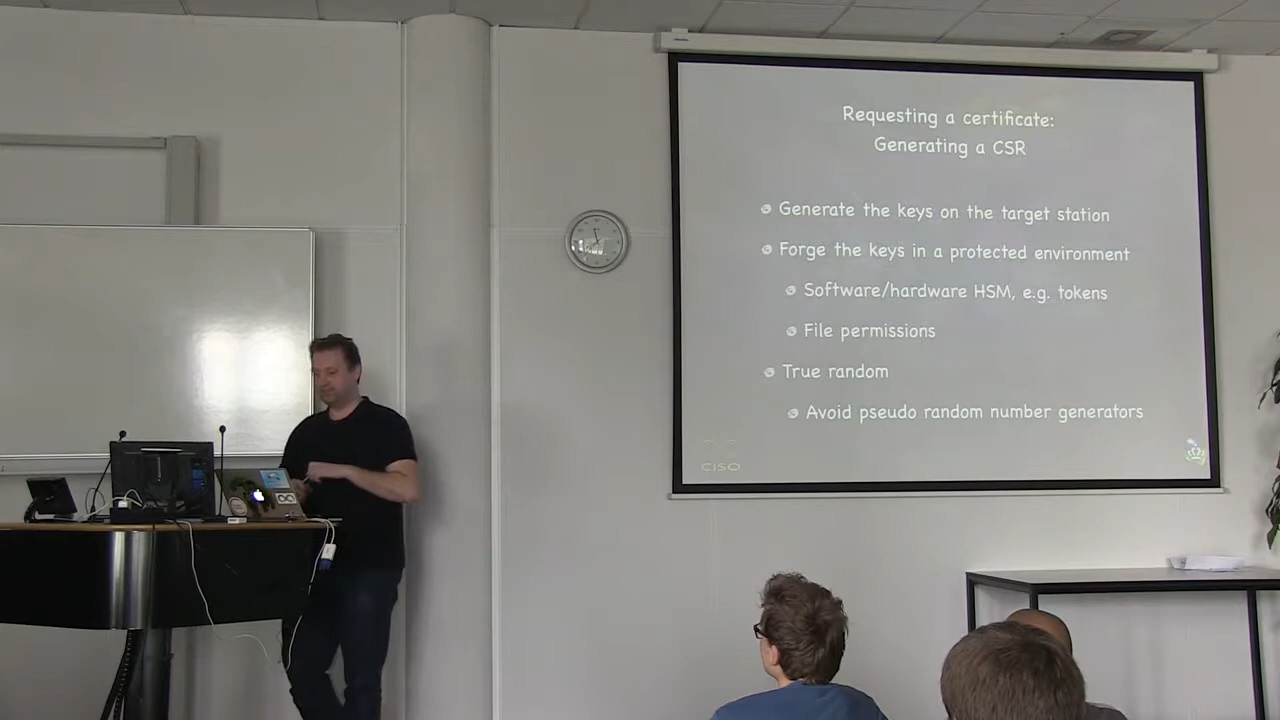 Requesting a certificate:
Generating a CSR
Generate the keys on the target station
Forge the keys in a protected environment
Software/hardware HSM, e.g. tokens
File permissions
True random
Avoid pseudo random number generators
CISO